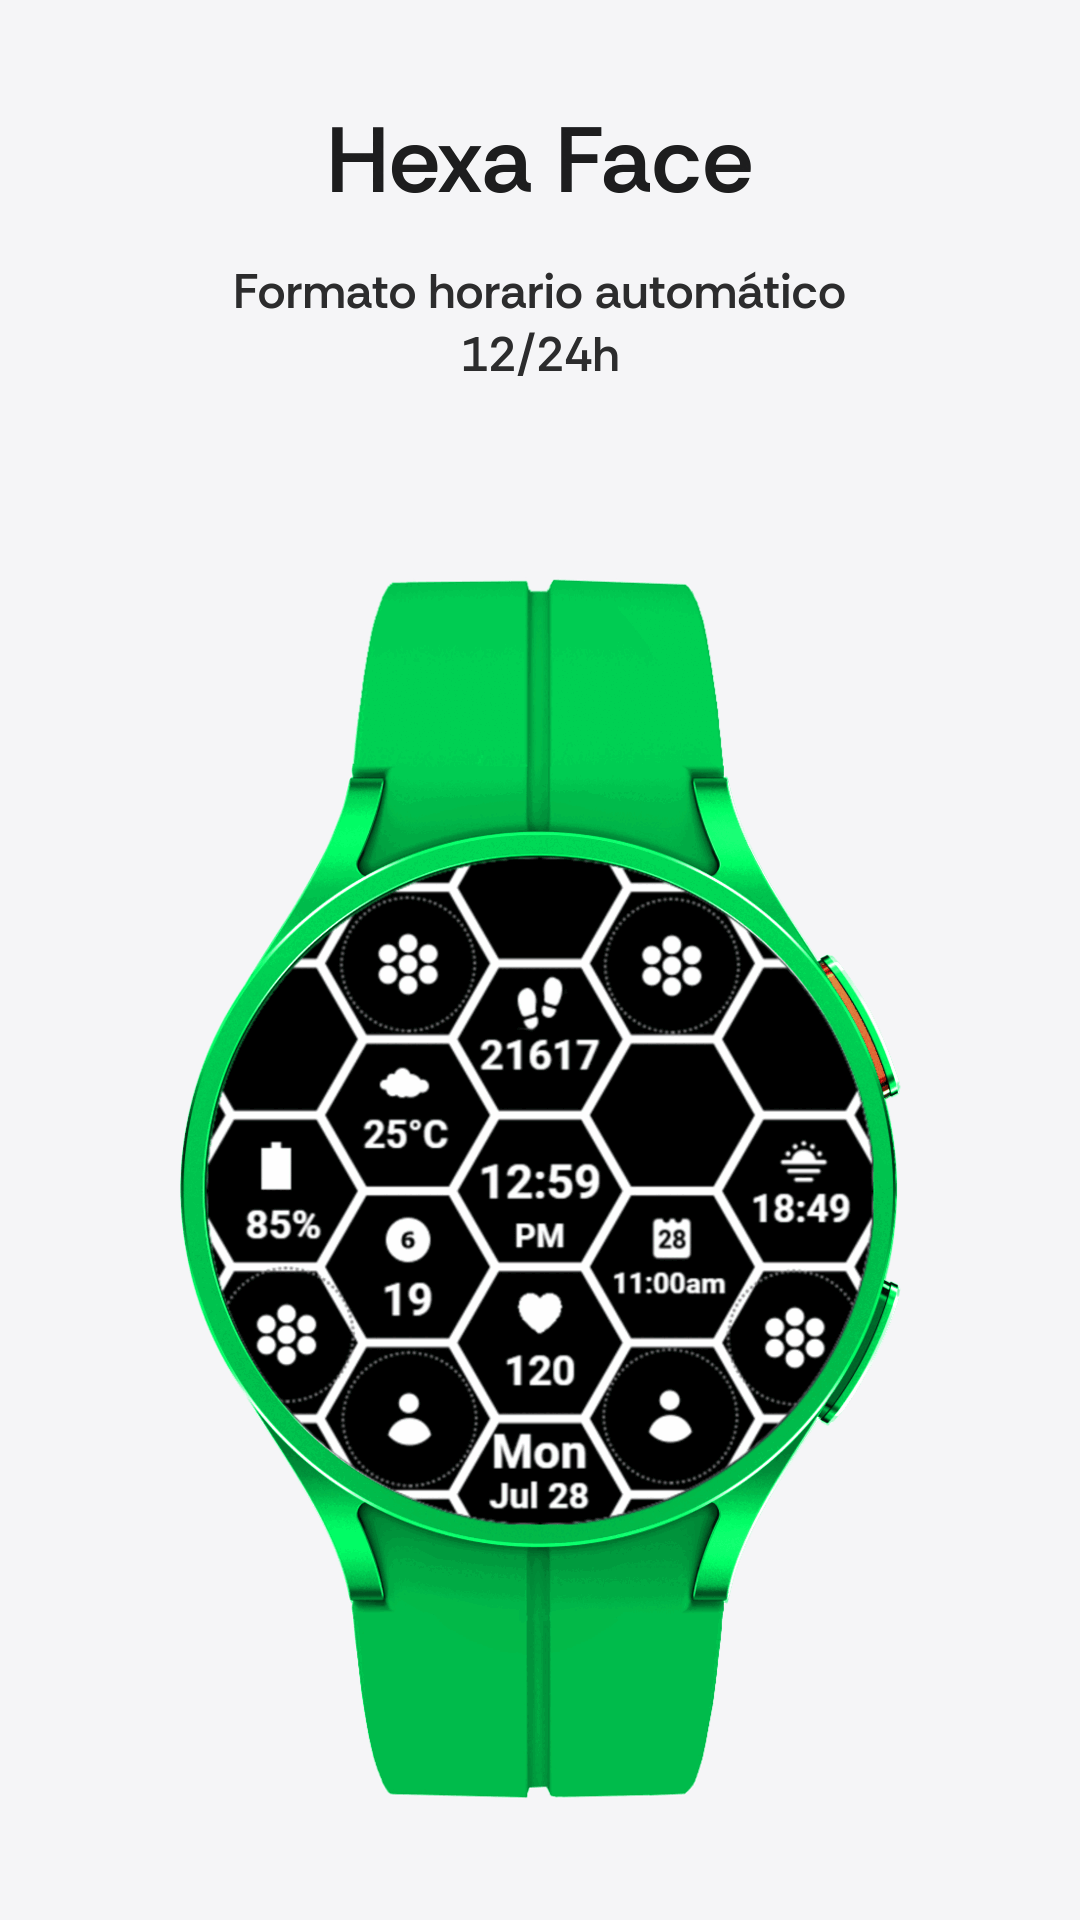 Hexa Face
Formato horario automático
12/24h
21617
25°C
12:59
PM
18:49
85%
6
19
28
11:00am
120
Mon
Jul 28